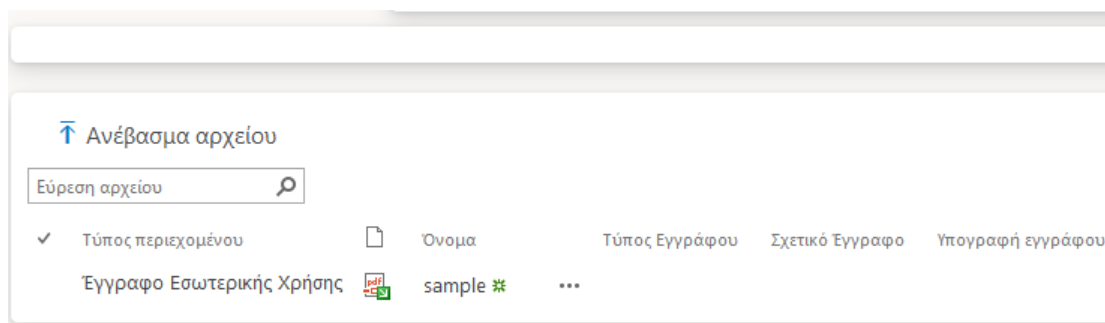 Ανέβασμα αρχείου
Εύρεση αρχείου
Τύπος περιεχομένου Όνομα Τύπος Εγγράφου Σχετικό Έγγραφο Υπογραφή εγγράφου
Έγγραφο Εσωτερικής Χρήσης pdf sample ...